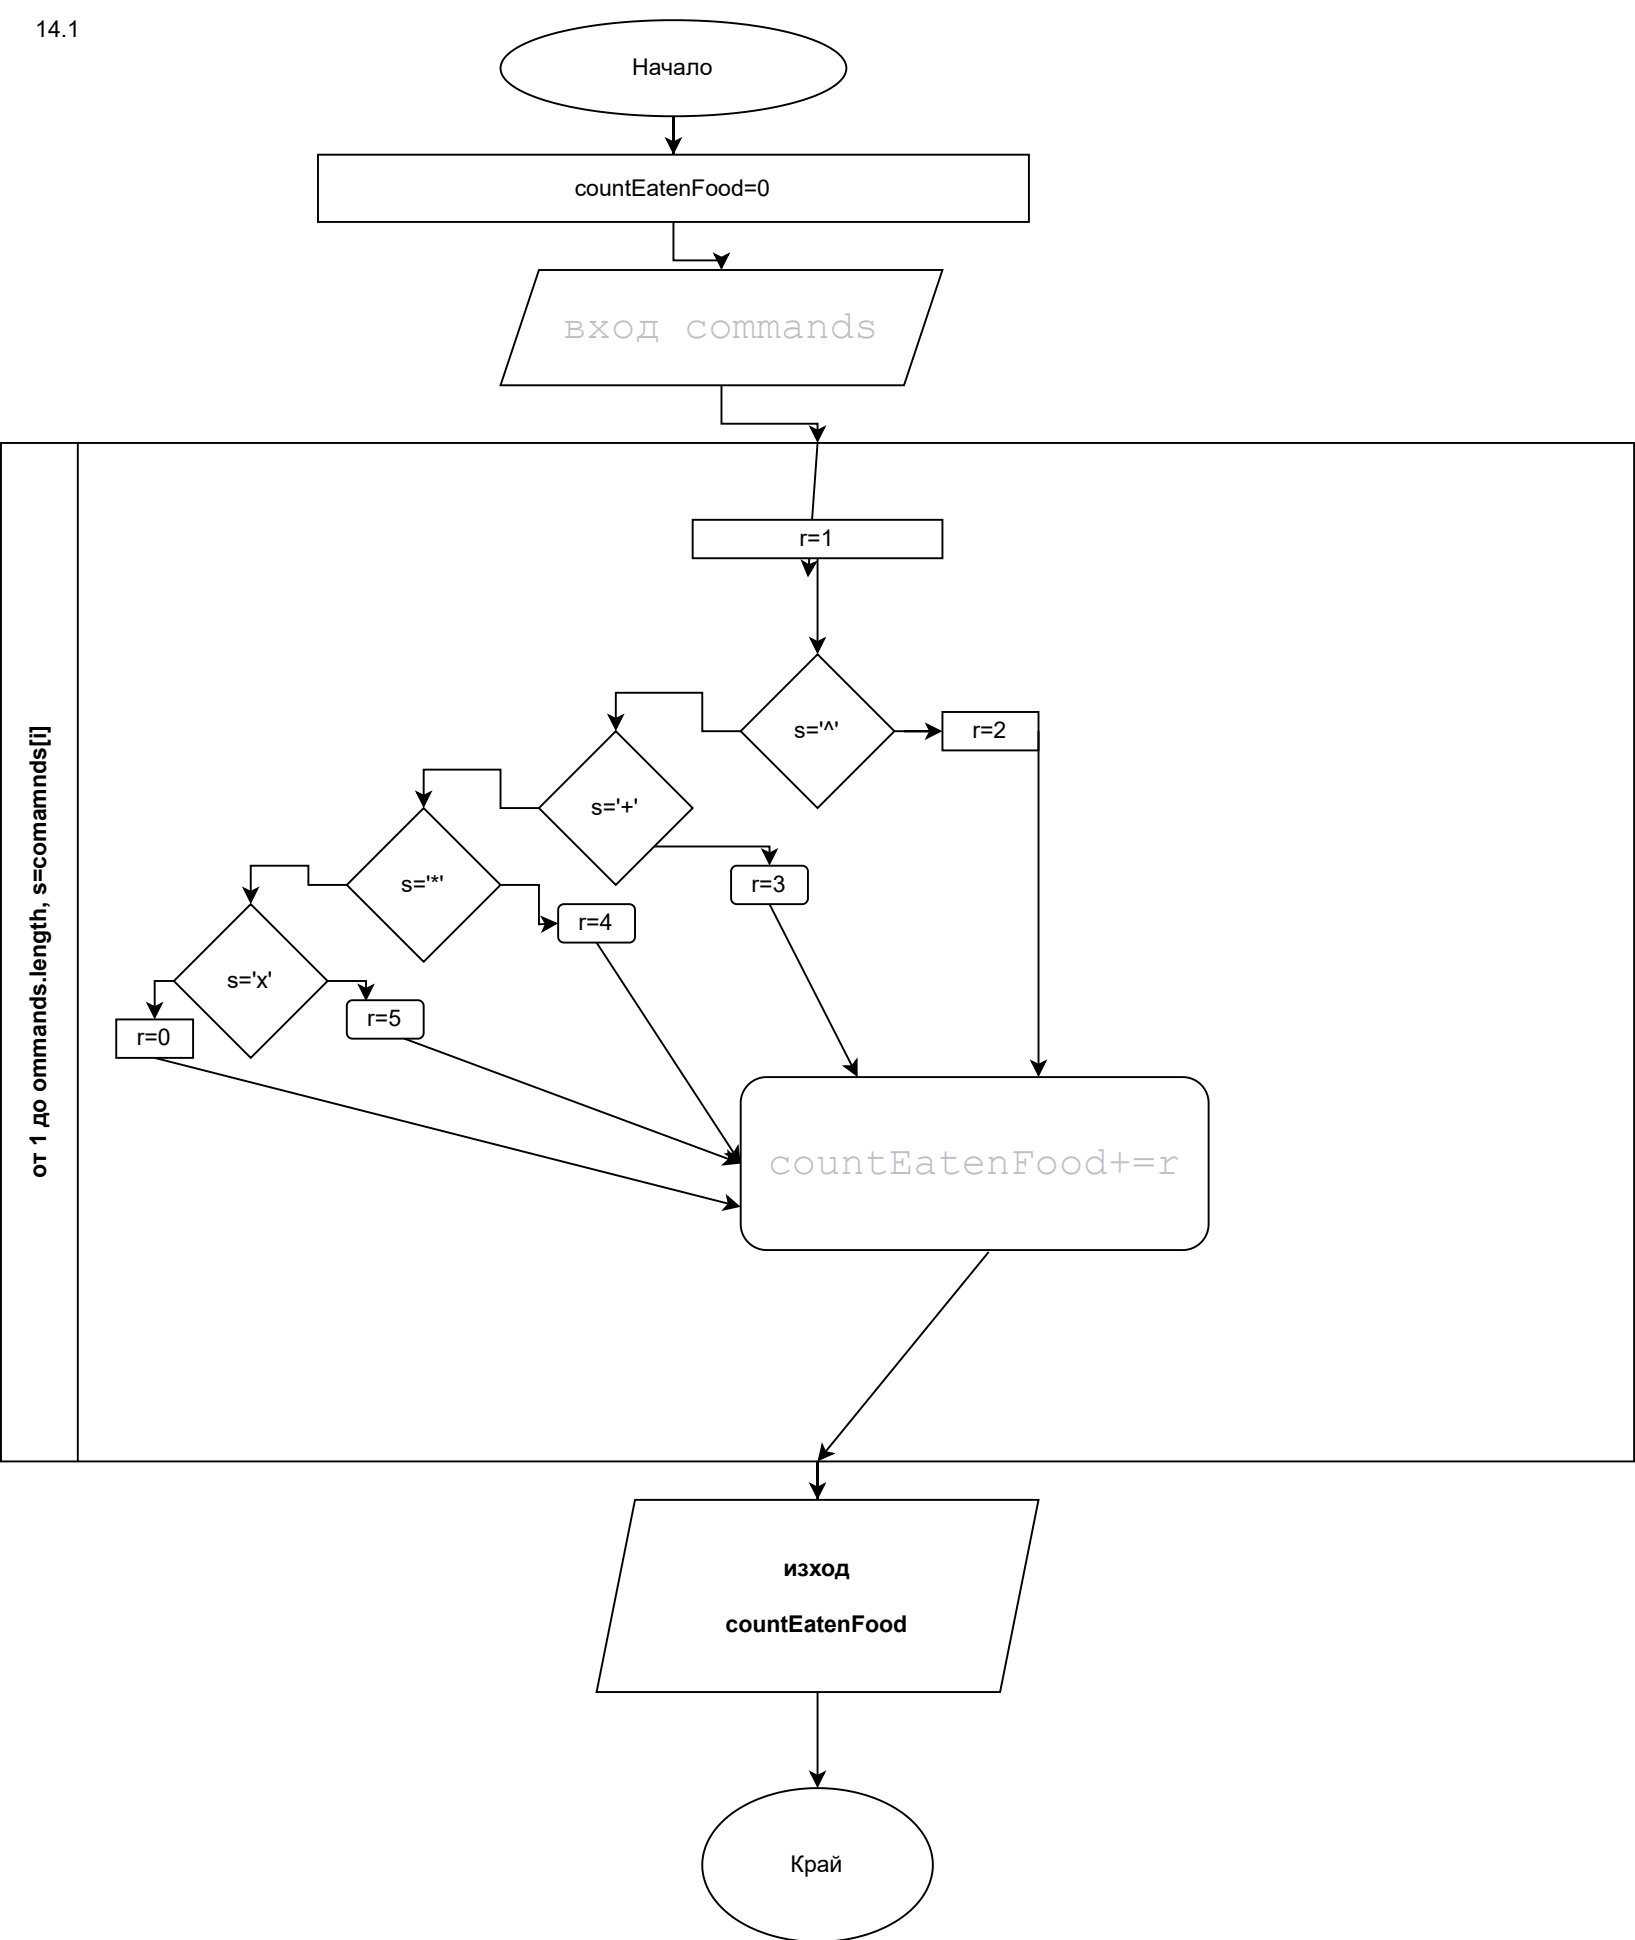 14.1
Начало
countEatenFood=0
вход commands
от 1 до ommands.length, s=comamnds[i]
r=1
s='^'
r=2
s='+'
s='*'
r=3
r=4
s='x'
r=5
r=0
countEatenFood+=r
изход
countEatenFood
Край